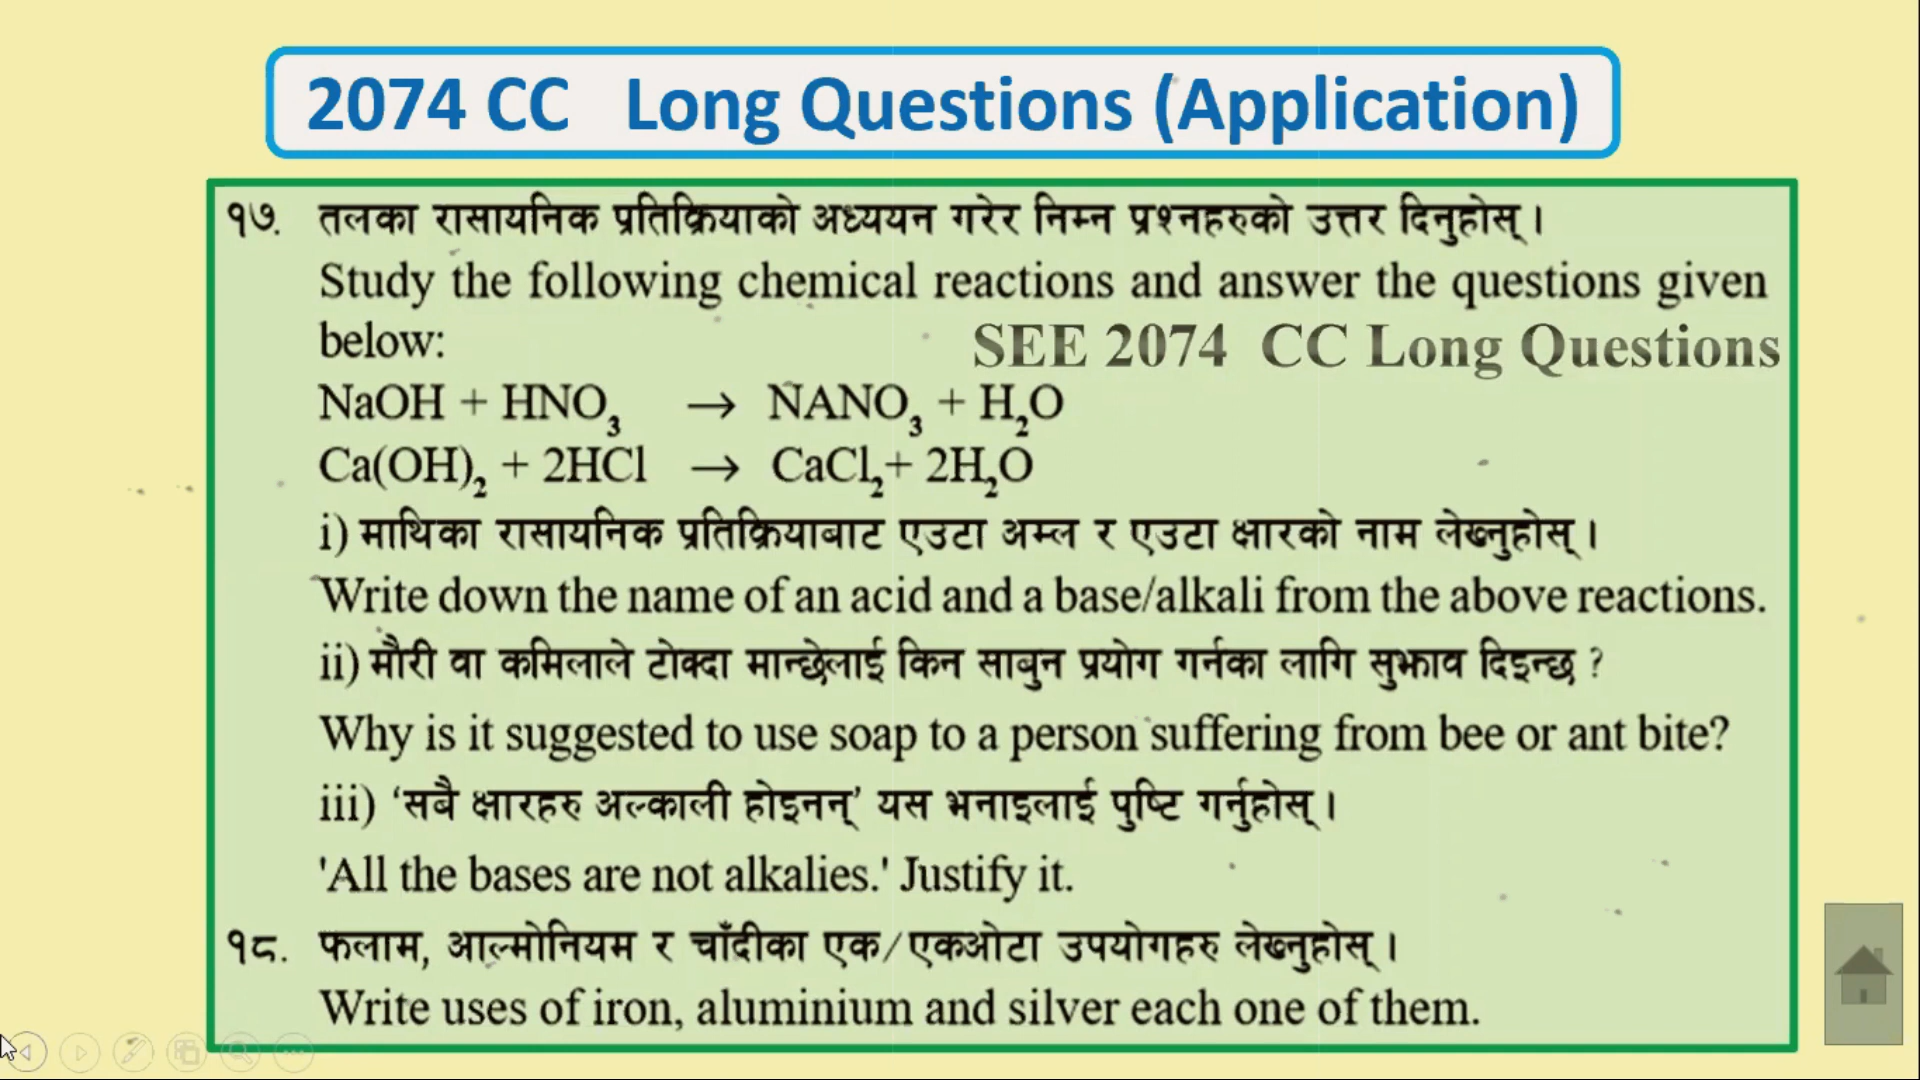 2074 CC Long Questions (Application)
१७. तलका रासायनिक प्रतिक्रियाको अध्ययन गरेर निम्न प्रश्नहरुको उत्तर दिनुहोस् ।
Study the following chemical reactions and answer the questions given
below:
SEE 2074 CC Long Questions
NaOH + HNO₃ → NANO₃ + H₂O
Ca(OH)₂ + 2HCl → CaCl₂+ 2H₂O
i) माथिका रासायनिक प्रतिक्रियाबाट एउटा अम्ल र एउटा क्षारको नाम लेख्नुहोस् ।
Write down the name of an acid and a base/alkali from the above reactions.
ii) मौरी वा कमिलाले टोक्दा मान्छेलाई किन साबुन प्रयोग गर्नका लागि सुझाव दिइन्छ ?
Why is it suggested to use soap to a person suffering from bee or ant bite?
iii) ‘सबै क्षारहरु अल्काली होइनन्’ यस भनाइलाई पुष्टि गर्नुहोस् ।
'All the bases are not alkalies.' Justify it.
१८. फलाम, आल्मोनियम र चाँदीका एक/एकओटा उपयोगहरु लेख्नुहोस् ।
Write uses of iron, aluminium and silver each one of them.